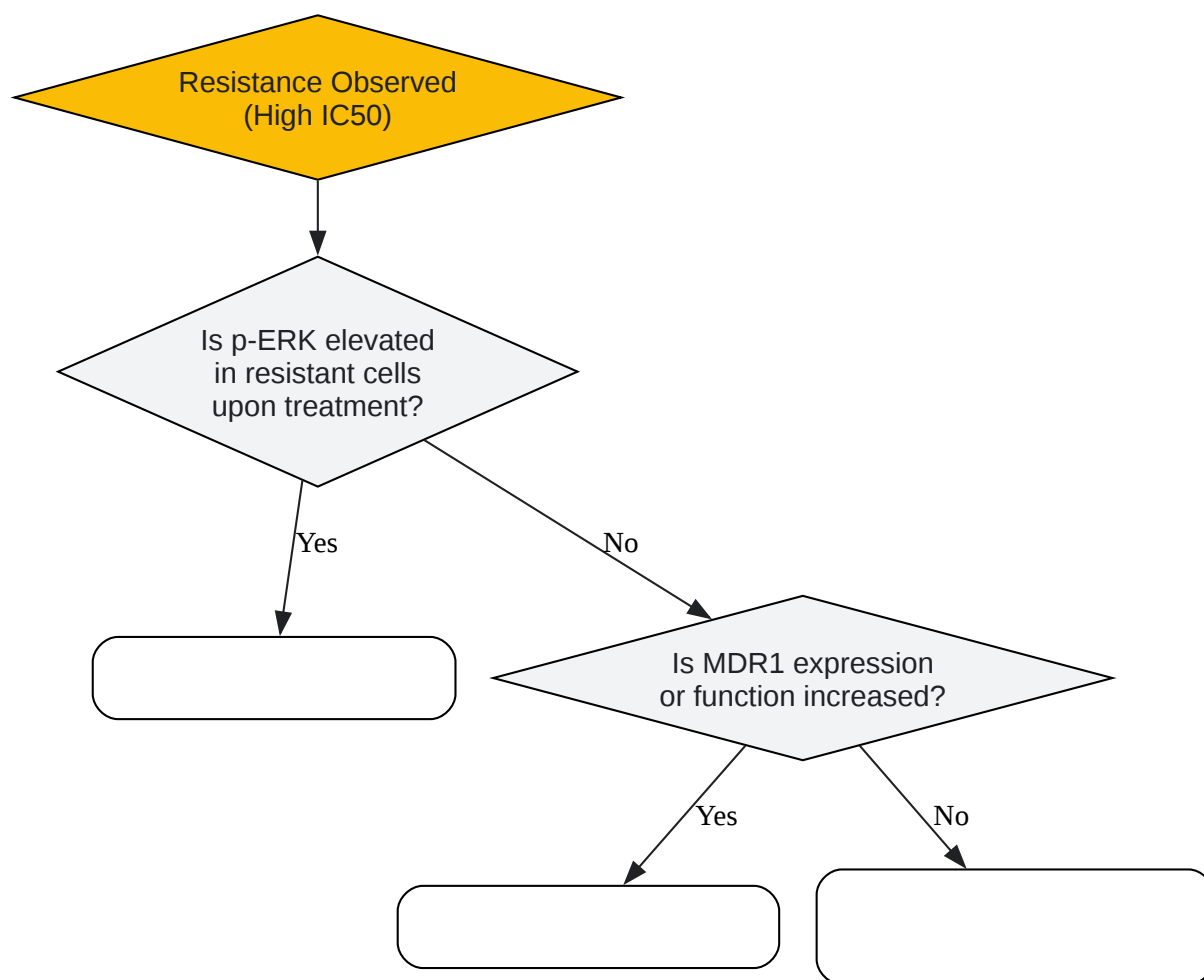 Resistance Observed
(High IC50)
Is p-ERK elevated
in resistant cells
upon treatment?
Yes
No
Is MDR1 expression
or function increased?
Yes
No